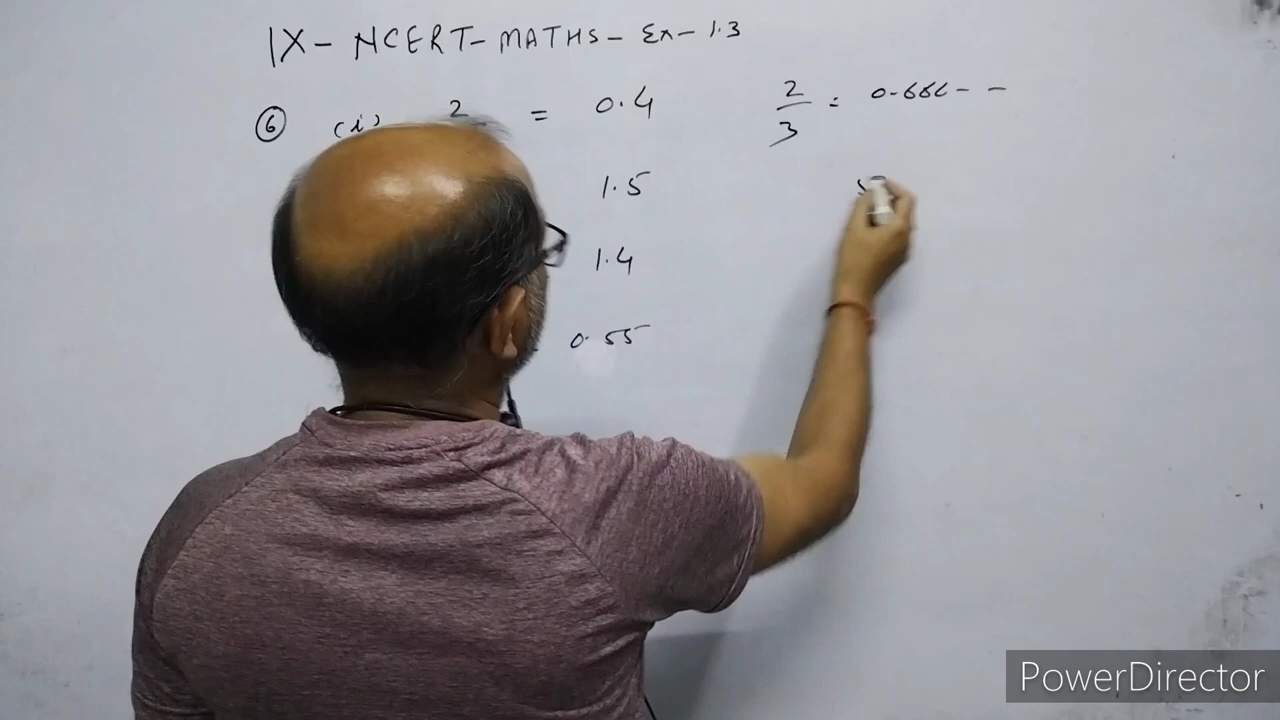 IX - NCERT - MATHS - Ex - 1.3
⑥ (i) 2 = 0.4
2/3 = 0.666 - -
1.5
1.4
0.55
PowerDirector